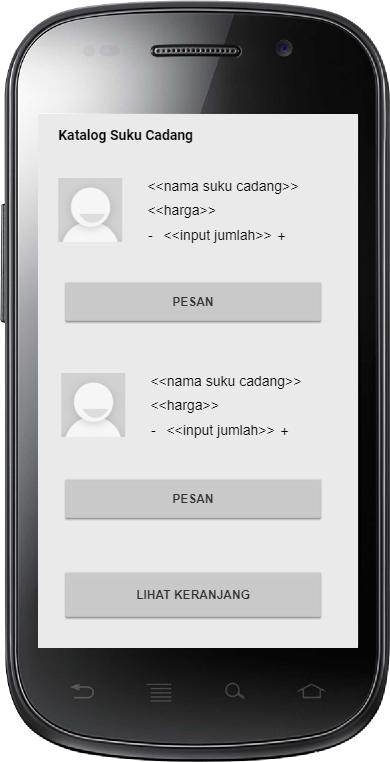 Katalog Suku Cadang
<<nama suku cadang>>
<<harga>>
- <<input jumlah>> +
PESAN
<<nama suku cadang>>
<<harga>>
- <<input jumlah>> +
PESAN
LIHAT KERANJANG